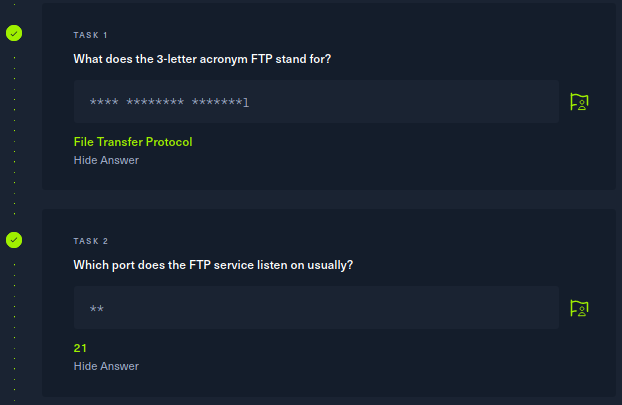 TASK 1
What does the 3-letter acronym FTP stand for?
**** ******** *******l
File Transfer Protocol
Hide Answer
TASK 2
Which port does the FTP service listen on usually?
**
21
Hide Answer